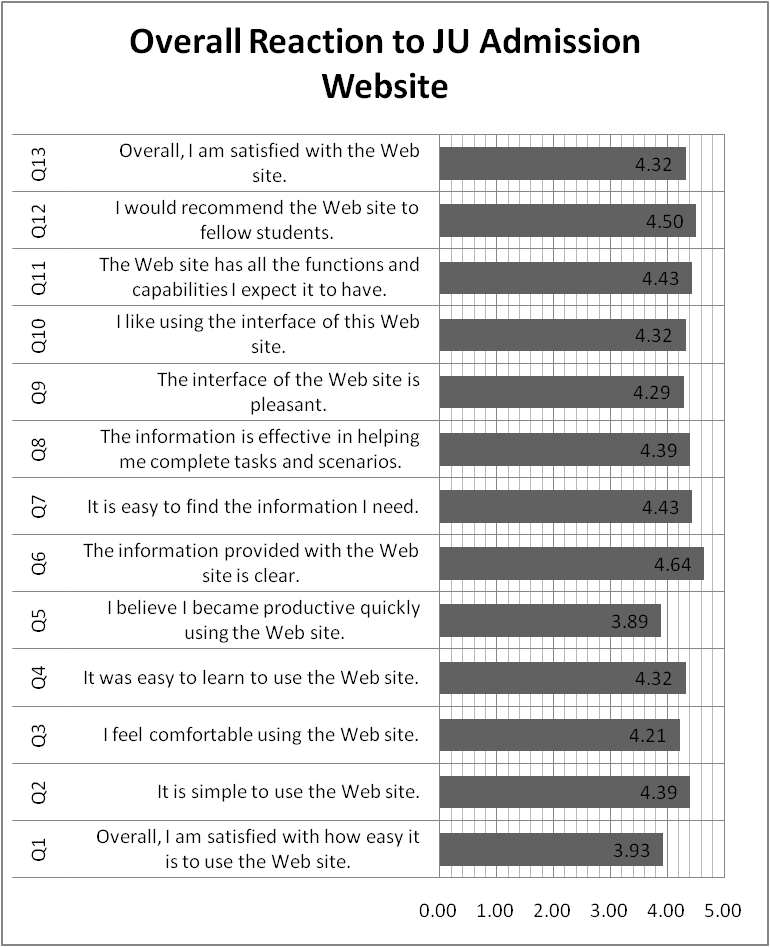 Overall Reaction to JU Admission
Website
Q13
Overall, I am satisfied with the Web
site.
4.32
Q12
I would recommend the Web site to
fellow students.
4.50
Q11
The Web site has all the functions and
capabilities I expect it to have.
4.43
Q10
I like using the interface of this Web
site.
4.32
Q9
The interface of the Web site is
pleasant.
4.29
Q8
The information is effective in helping
me complete tasks and scenarios.
4.39
Q7
It is easy to find the information I need.
4.43
Q6
The information provided with the Web
site is clear.
4.64
Q5
I believe I became productive quickly
using the Web site.
3.89
Q4
It was easy to learn to use the Web site.
4.32
Q3
I feel comfortable using the Web site.
4.21
Q2
It is simple to use the Web site.
4.39
Q1
Overall, I am satisfied with how easy it
is to use the Web site.
3.93
0.00 1.00 2.00 3.00 4.00 5.00